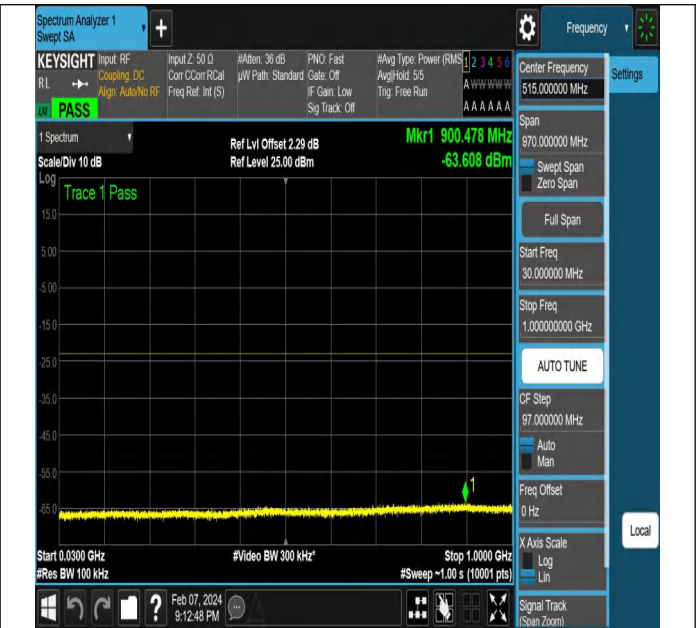 Spectrum Analyzer 1
Swept SA
+
Frequency
KEYSIGHT
RL
PASS
Input: RF
Coupling: DC
Align: Auto/No RF
Input Z: 50 Ω
Corr CCorr RCal
Freq Ref: Int (S)
#Atten: 36 dB
µW Path: Standard
PNO: Fast
Gate: Off
IF Gain: Low
Sig Track: Off
#Avg Type: Power (RMS
Avg|Hold: 5/5
Trig: Free Run
1 2 3 4 5 6
A W W W W W
A A A A A A
1 Spectrum
Scale/Div 10 dB
Ref Lvl Offset 2.29 dB
Ref Level 25.00 dBm
Mkr1 900.478 MHz
-63.608 dBm
Log
Trace 1 Pass
15.0
5.00
-5.00
-15.0
-25.0
-35.0
-45.0
-55.0
-65.0
1
Start 0.0300 GHz
#Res BW 100 kHz
#Video BW 300 kHz*
Stop 1.0000 GHz
#Sweep ~1.00 s (10001 pts)
Feb 07, 2024
9:12:48 PM
Center Frequency
515.000000 MHz
Settings
Span
970.000000 MHz
Swept Span
Zero Span
Full Span
Start Freq
30.000000 MHz
Stop Freq
1.000000000 GHz
AUTO TUNE
CF Step
97.000000 MHz
Auto
Man
Freq Offset
0 Hz
X Axis Scale
Log
Lin
Local
Signal Track
(Span Zoom)